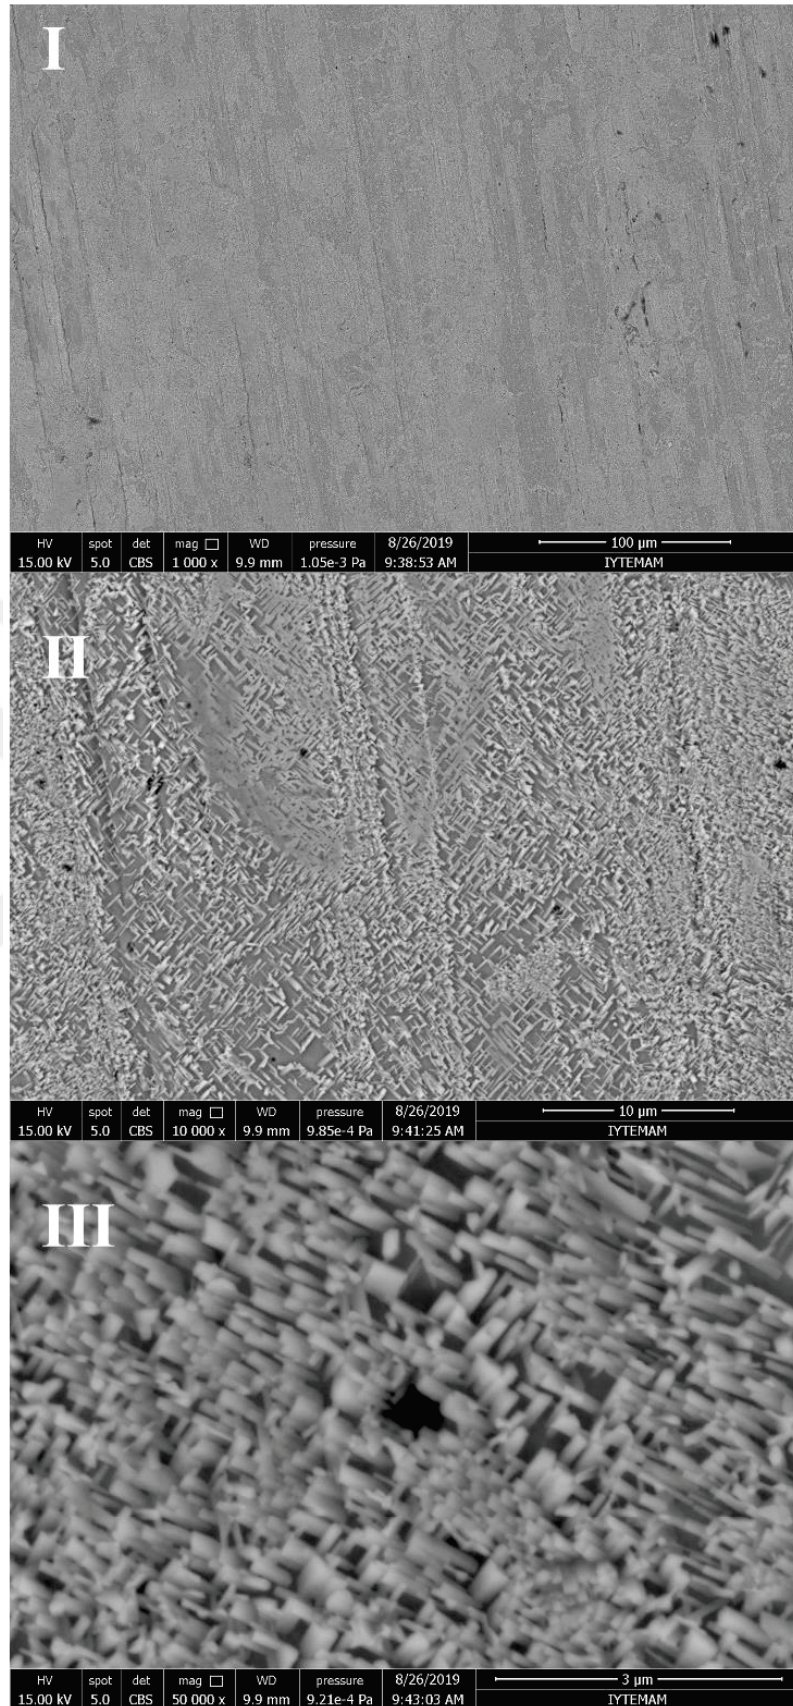 I
HV spot det mag WD pressure 8/26/2019 100 µm
15.00 kV 5.0 CBS 1 000 x 9.9 mm 1.05e-3 Pa 9:38:53 AM IYTEMAM
II
HV spot det mag WD pressure 8/26/2019 10 µm
15.00 kV 5.0 CBS 10 000 x 9.9 mm 9.85e-4 Pa 9:41:25 AM IYTEMAM
III
HV spot det mag WD pressure 8/26/2019 3 µm
15.00 kV 5.0 CBS 50 000 x 9.9 mm 9.21e-4 Pa 9:43:03 AM IYTEMAM